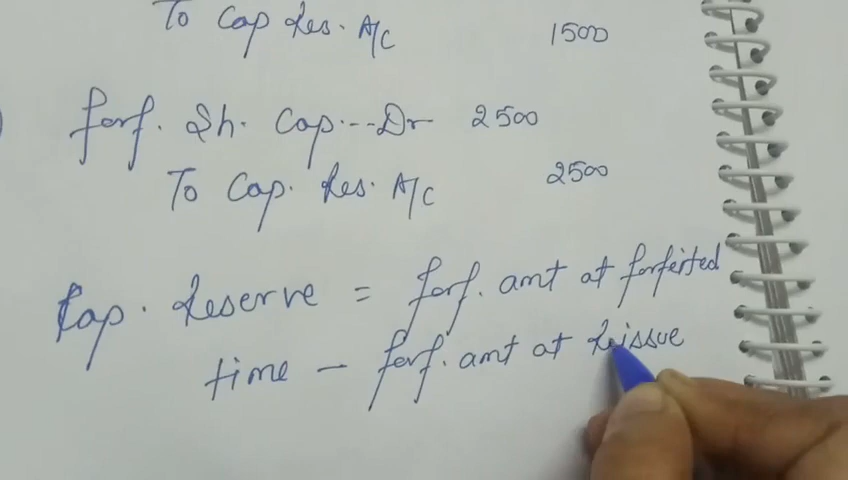 To Cap Res. A/C 1500
) forf. Sh. Cap---Dr 2500
To Cap. Res. A/C 2500
Cap. Reserve = forf. amt at forfeited
time - forf. amt at Reissue